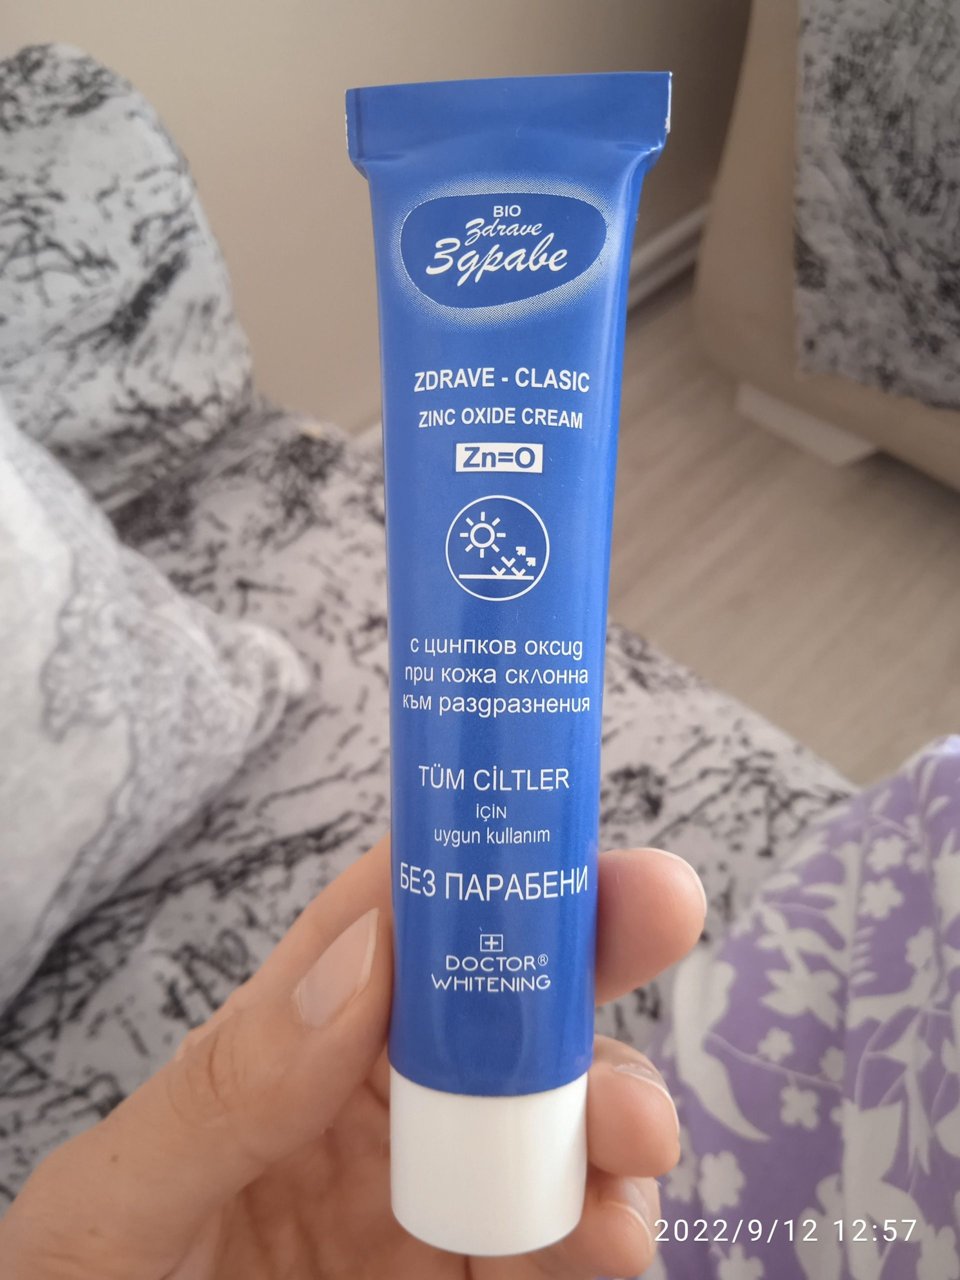 BIO
Zdrave
Здраве
ZDRAVE - CLASIC
ZINC OXIDE CREAM
Zn=O
с цинпков оксид
при кожа склонна
към раздразнения
TÜM CİLTLER
İÇİN
uygun kullanım
БЕЗ ПАРАБЕНИ
DOCTOR®
WHITENING
2022/9/12 12:57